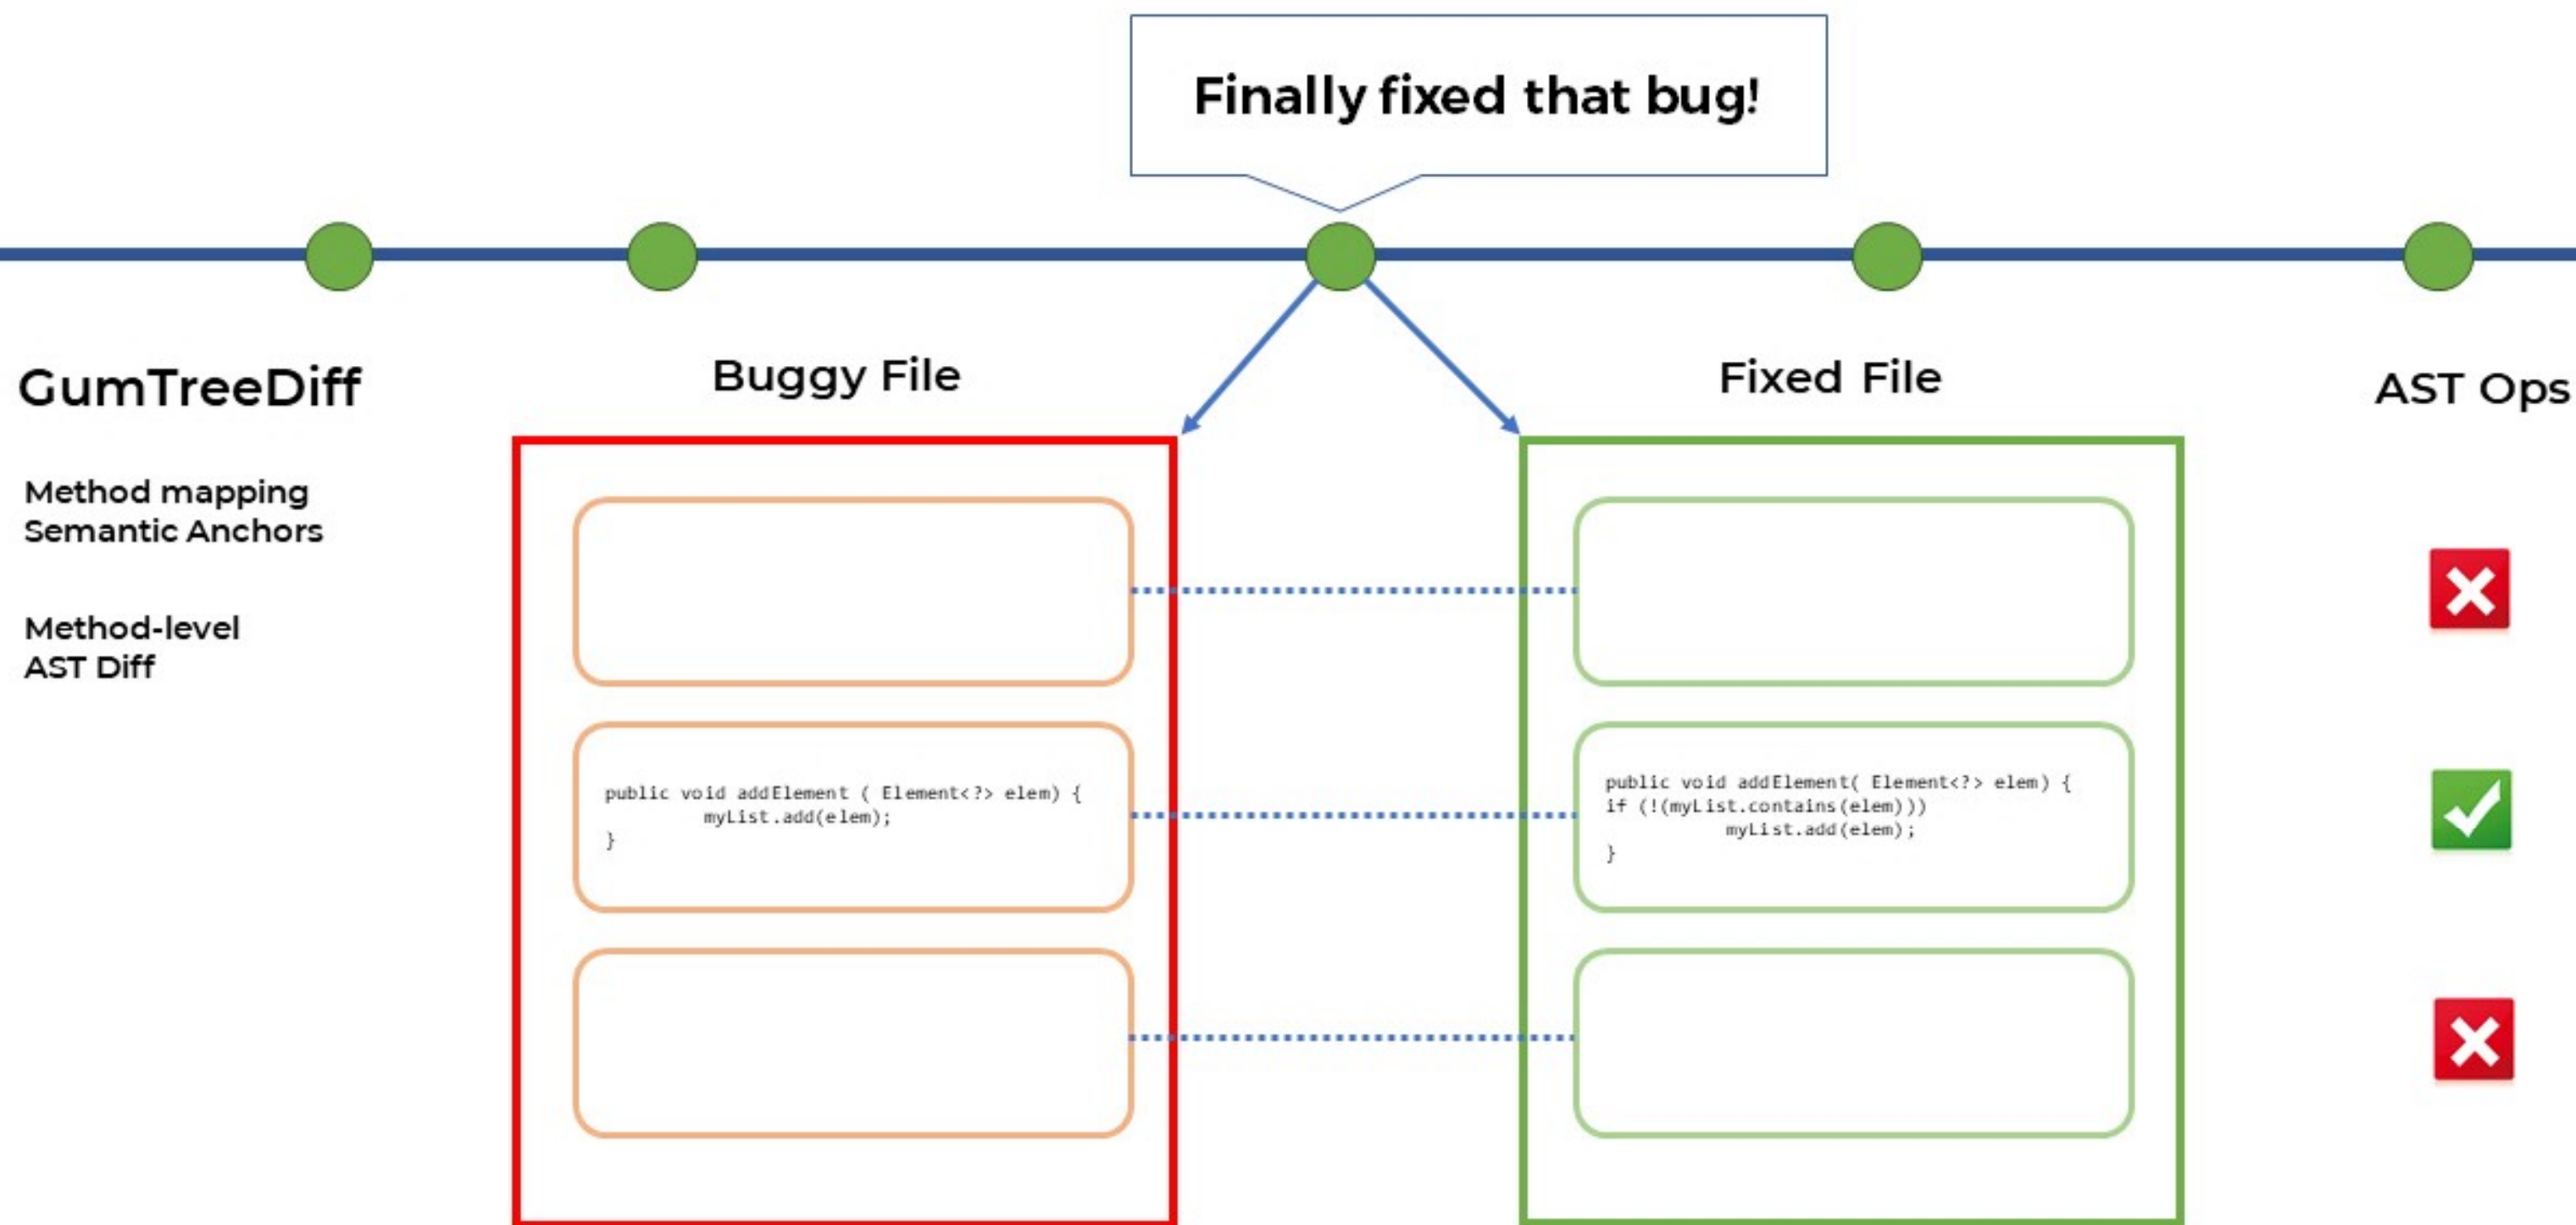 Finally fixed that bug!
GumTreeDiff
Buggy File
Fixed File
AST Ops
Method mapping
Semantic Anchors
Method-level
AST Diff
public void addElement ( Element<?> elem) {
myList.add(elem);
}
public void addElement( Element<?> elem) {
if (!(myList.contains(elem)))
myList.add(elem);
}